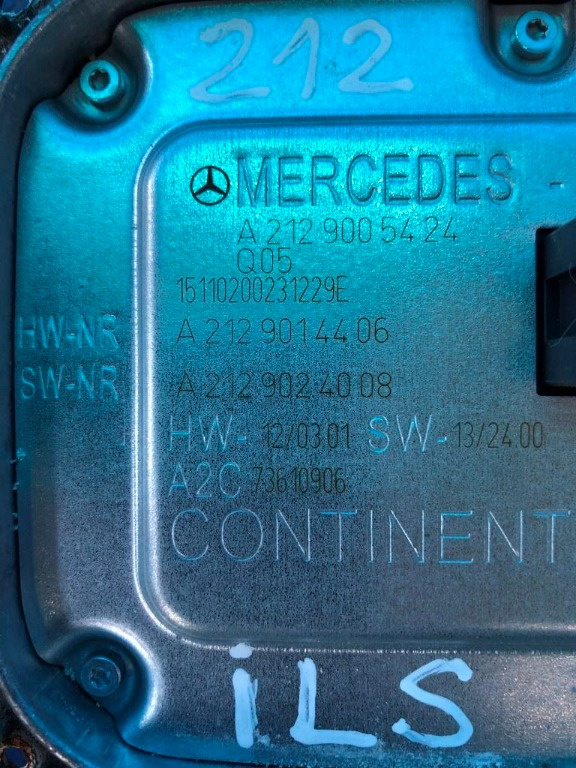 212
MERCEDES -
A 212 900 54 24
Q05
15110200231229E
HW-NR A 212 901 44 06
SW-NR A 212 902 40 08
HW- 12/03.01 SW- 13/24.00
A2C 73610906
CONTINENT
iLS